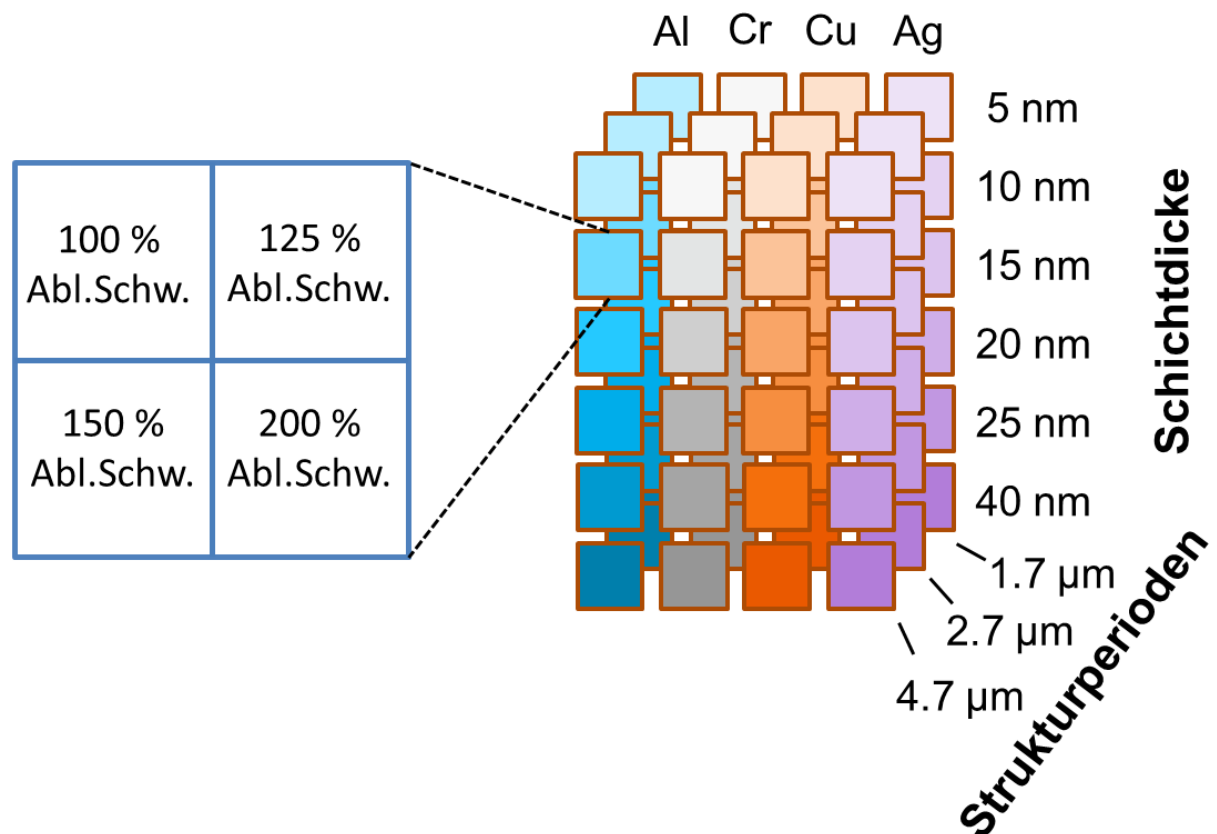 Al Cr Cu Ag
5 nm
10 nm
15 nm
20 nm
25 nm
40 nm
Schichtdicke
1.7 µm
2.7 µm
4.7 µm
Strukturperioden
100 %
Abl.Schw.
125 %
Abl.Schw.
150 %
Abl.Schw.
200 %
Abl.Schw.